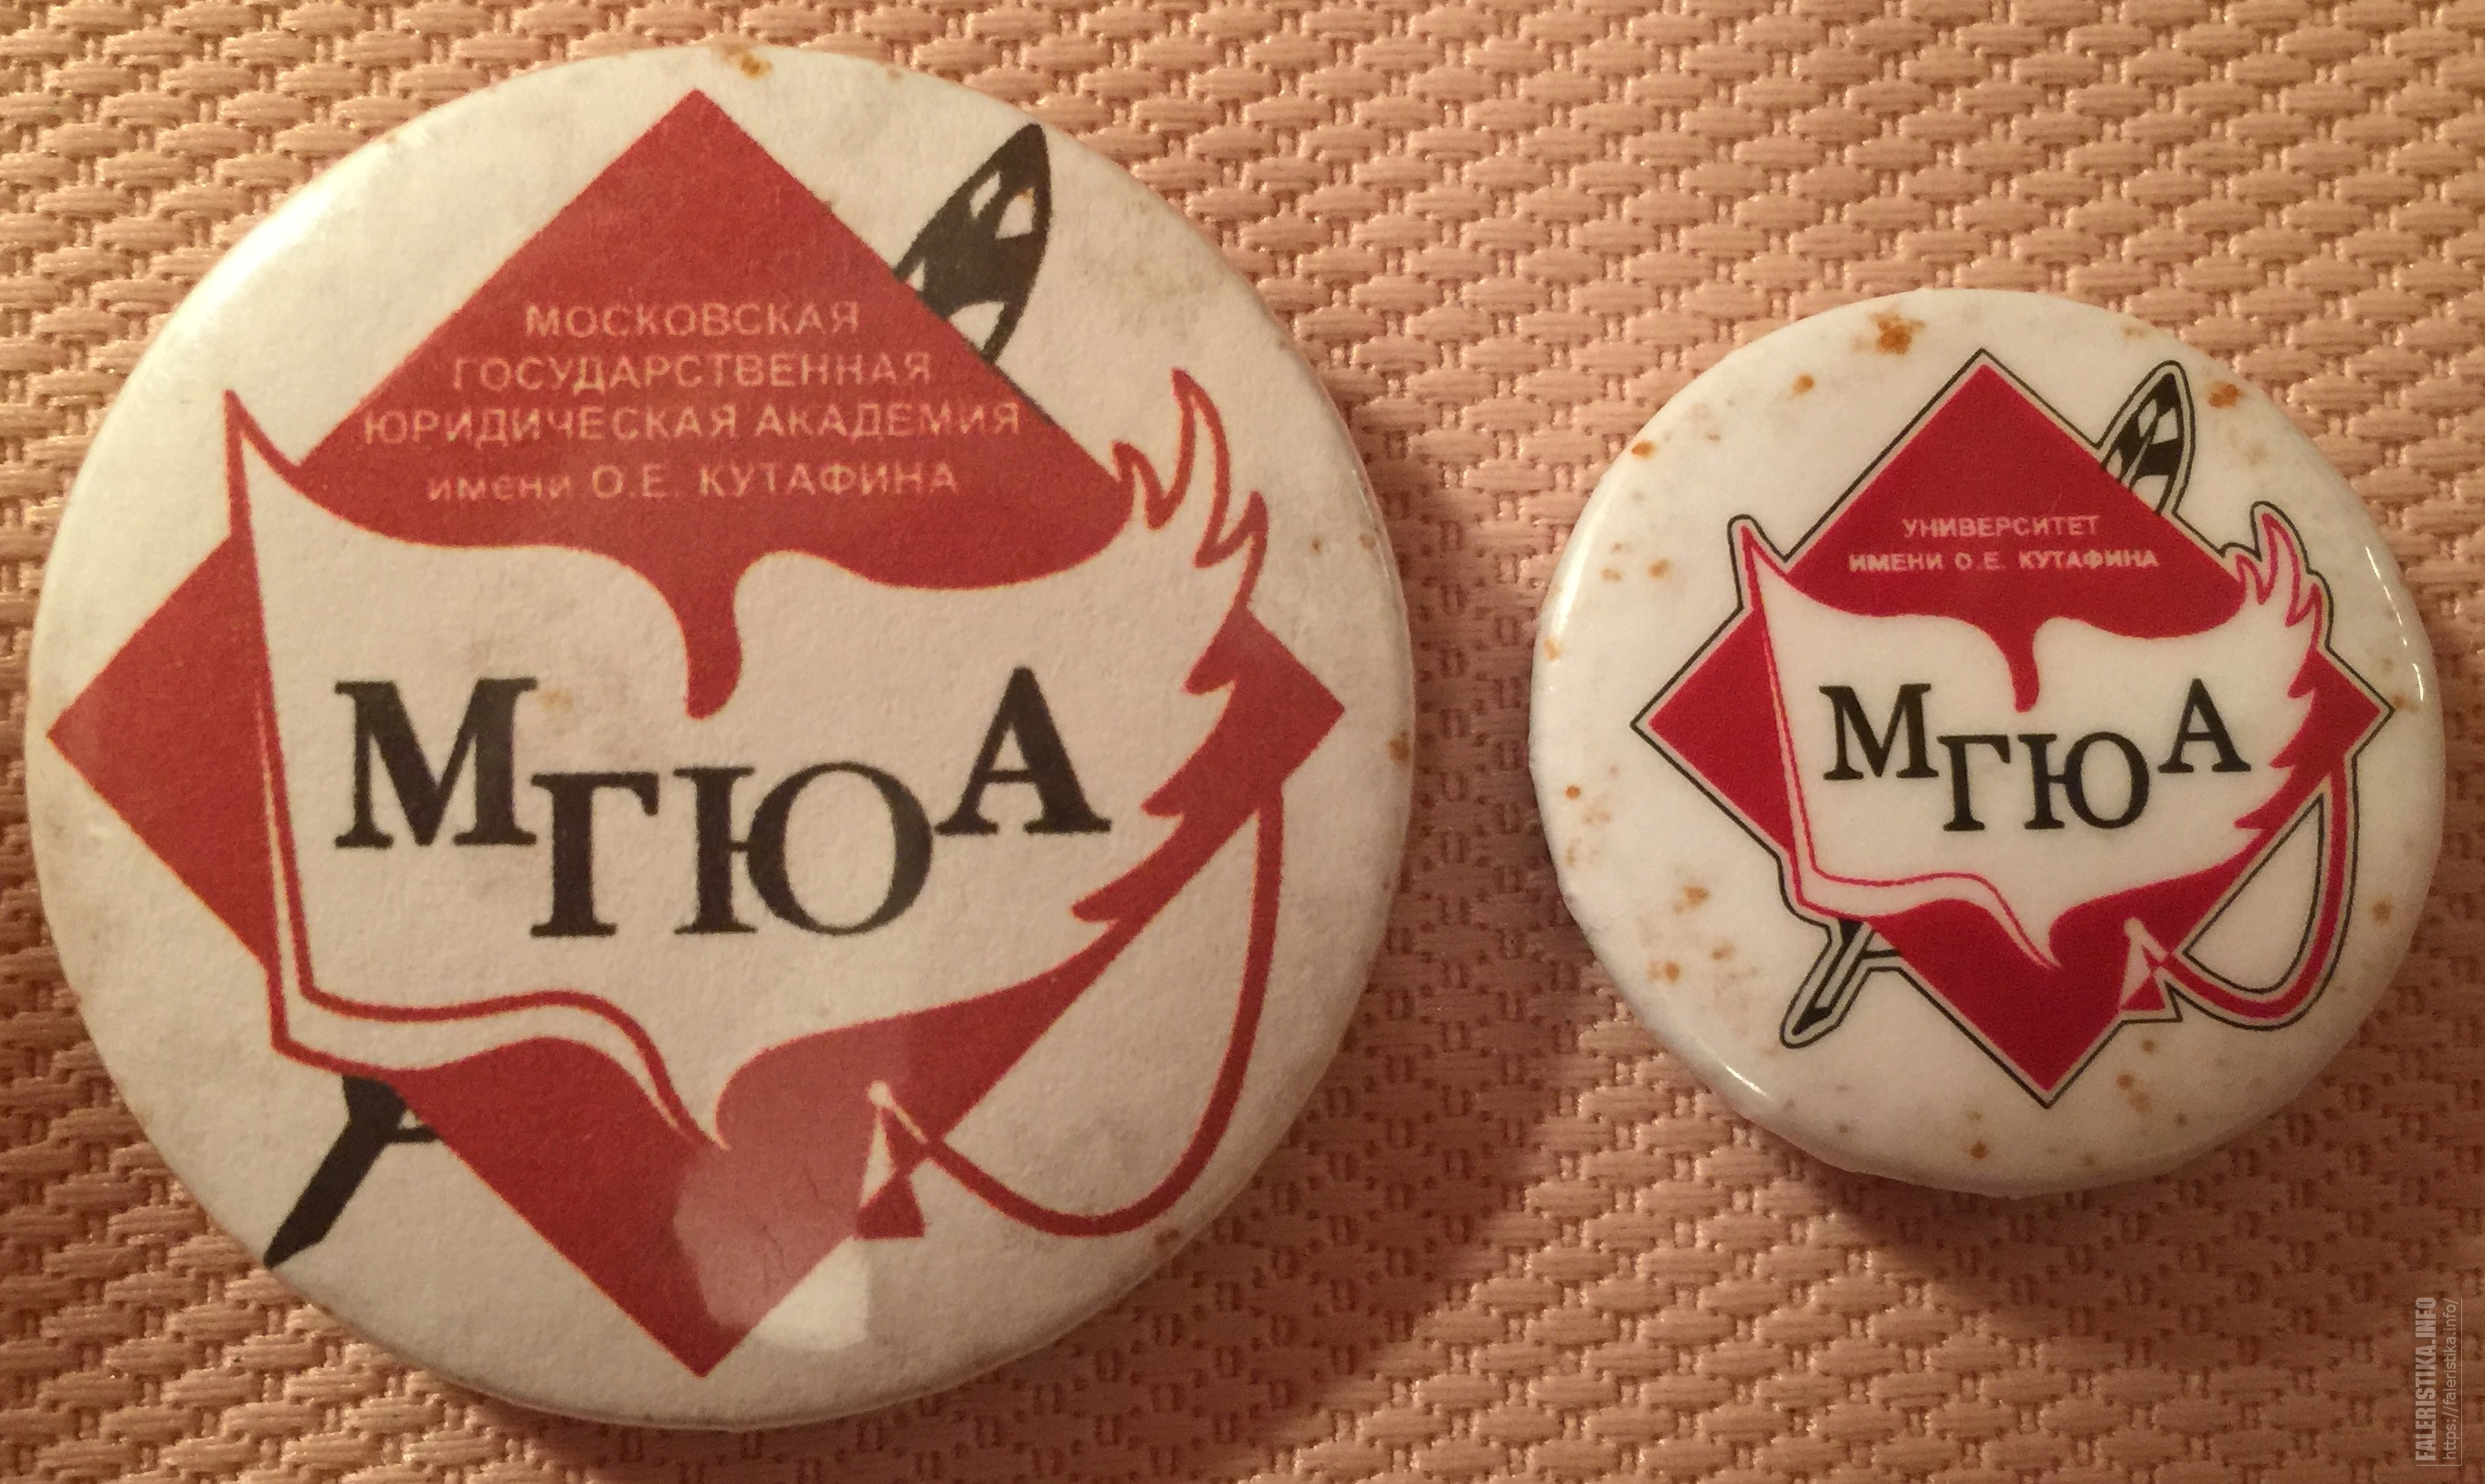 МОСКОВСКАЯ
ГОСУДАРСТВЕННАЯ
ЮРИДИЧЕСКАЯ АКАДЕМИЯ
имени О.Е. КУТАФИНА
МГЮА
УНИВЕРСИТЕТ
ИМЕНИ О.Е. КУТАФИНА
МГЮА
FALERISTIKA.INFO
https://faleristika.info/